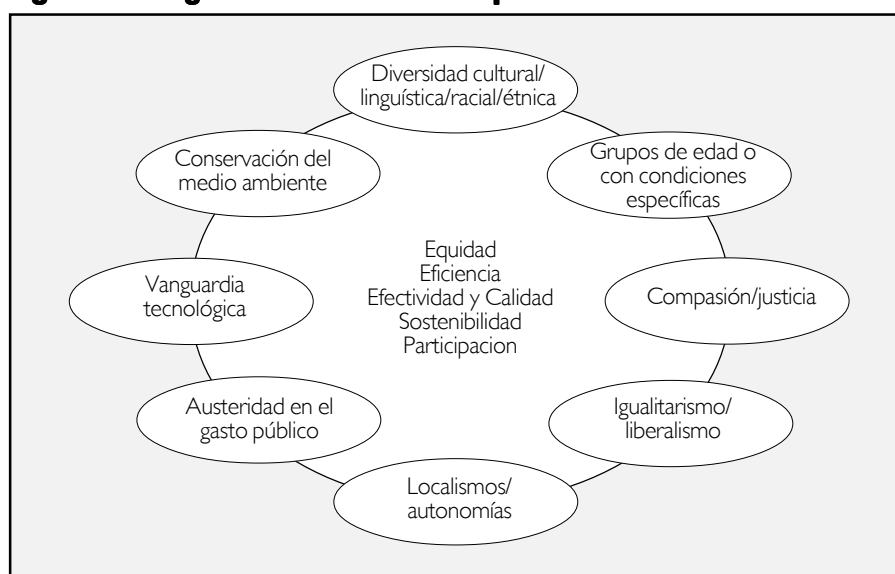 Diversidad cultural/
linguística/racial/étnica
Conservación del
medio ambiente
Grupos de edad o
con condiciones
específicas
Equidad
Eficiencia
Efectividad y Calidad
Sostenibilidad
Participacion
Vanguardia
tecnológica
Compasión/justicia
Austeridad en el
gasto público
Igualitarismo/
liberalismo
Localismos/
autonomías